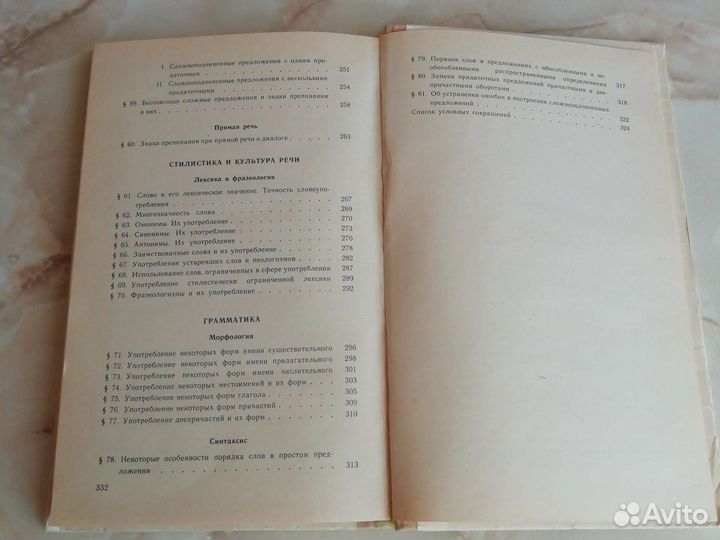 I. Сложноподчиненные предложения с одним при-
даточным . . . . . . . . . . . . 251
II. Сложноподчиненные предложения с несколькими
придаточными . . . . . . . . . . 254
§ 59. Бессоюзные сложные предложения и знаки препинания
в них . . . . . . . . . . . . . . 258
Прямая речь
§ 60. Знаки препинания при прямой речи и диалоге . . . . 263
СТИЛИСТИКА И КУЛЬТУРА РЕЧИ
Лексика и фразеология
§ 61. Слово и его лексическое значение. Точность словоупо-
требления . . . . . . . . . . . . 267
§ 62. Многозначность слова . . . . . . . . . 269
§ 63. Омонимы. Их употребление . . . . . . . . 270
§ 64. Синонимы. Их употребление . . . . . . . . 273
§ 65. Антонимы. Их употребление . . . . . . . . 276
§ 66. Заимствованные слова и их употребление . . . . 280
§ 67. Употребление устаревших слов и неологизмов . . . 282
§ 68. Использование слов, ограниченных в сфере употребления 287
§ 69. Употребление стилистически ограниченной лексики 289
§ 70. Фразеологизмы и их употребление . . . . . . 292
ГРАММАТИКА
Морфология
§ 71. Употребление некоторых форм имени существительного 296
§ 72. Употребление некоторых форм имени прилагательного 298
§ 73. Употребление некоторых форм имени числительного 301
§ 74. Употребление некоторых местоимений и их форм . . 303
§ 75. Употребление некоторых форм глагола . . . . . 305
§ 76. Употребление некоторых форм причастий . . . . 309
§ 77. Употребление деепричастий и их форм . . . . . 310
Синтаксис
§ 78. Некоторые особенности порядка слов в простом пред-
ложении . . . . . . . . . . . . 313
332
§ 79. Порядок слов в предложениях с обособленными и не-
обособленными распространенными определениями 317
§ 80. Замена придаточных предложений причастными и дее-
причастными оборотами . . . . . . . . . 318
§ 81. Об устранении ошибок в построении сложноподчиненных
предложений . . . . . . . . . . . . 322
Список условных сокращений . . . . . . . . . 324
Avito